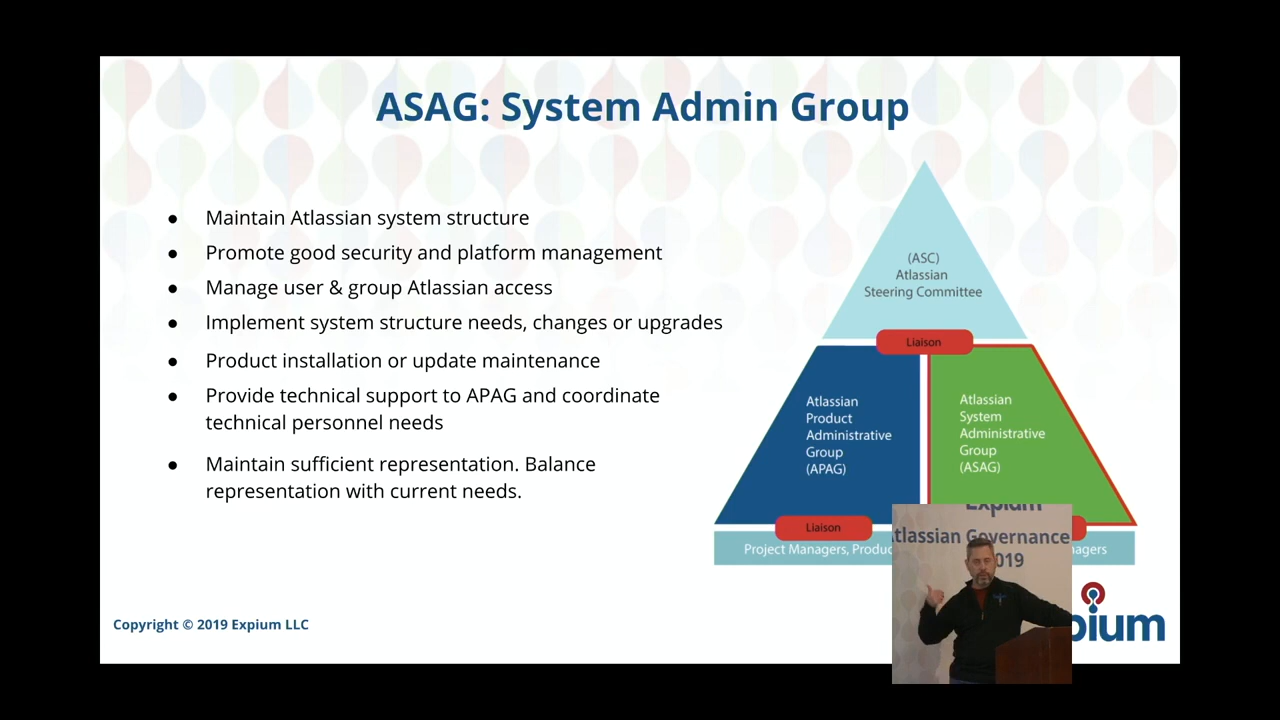 ASAG: System Admin Group
● Maintain Atlassian system structure
● Promote good security and platform management
● Manage user & group Atlassian access
● Implement system structure needs, changes or upgrades
● Product installation or update maintenance
● Provide technical support to APAG and coordinate
technical personnel needs
● Maintain sufficient representation. Balance
representation with current needs.
(ASC)
Atlassian
Steering Committee
Liaison
Atlassian
Product
Administrative
Group
(APAG)
Atlassian
System
Administrative
Group
(ASAG)
Liaison
Project Managers, Produc
nagers
Expium
Atlassian Governance
2019
Copyright © 2019 Expium LLC
pium